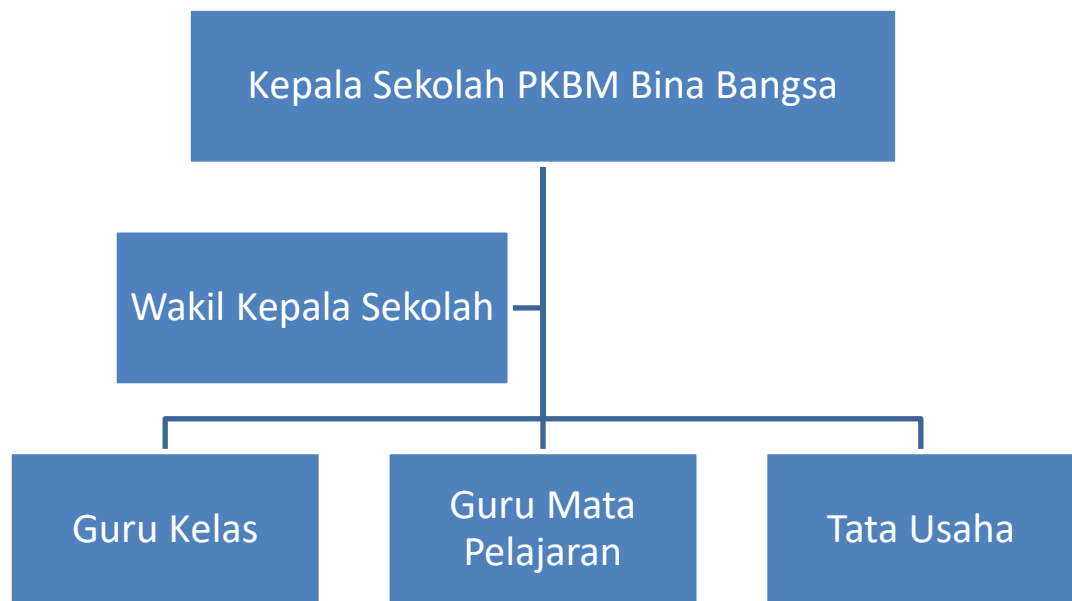 Kepala Sekolah PKBM Bina Bangsa
Wakil Kepala Sekolah
Guru Kelas
Guru Mata
Pelajaran
Tata Usaha